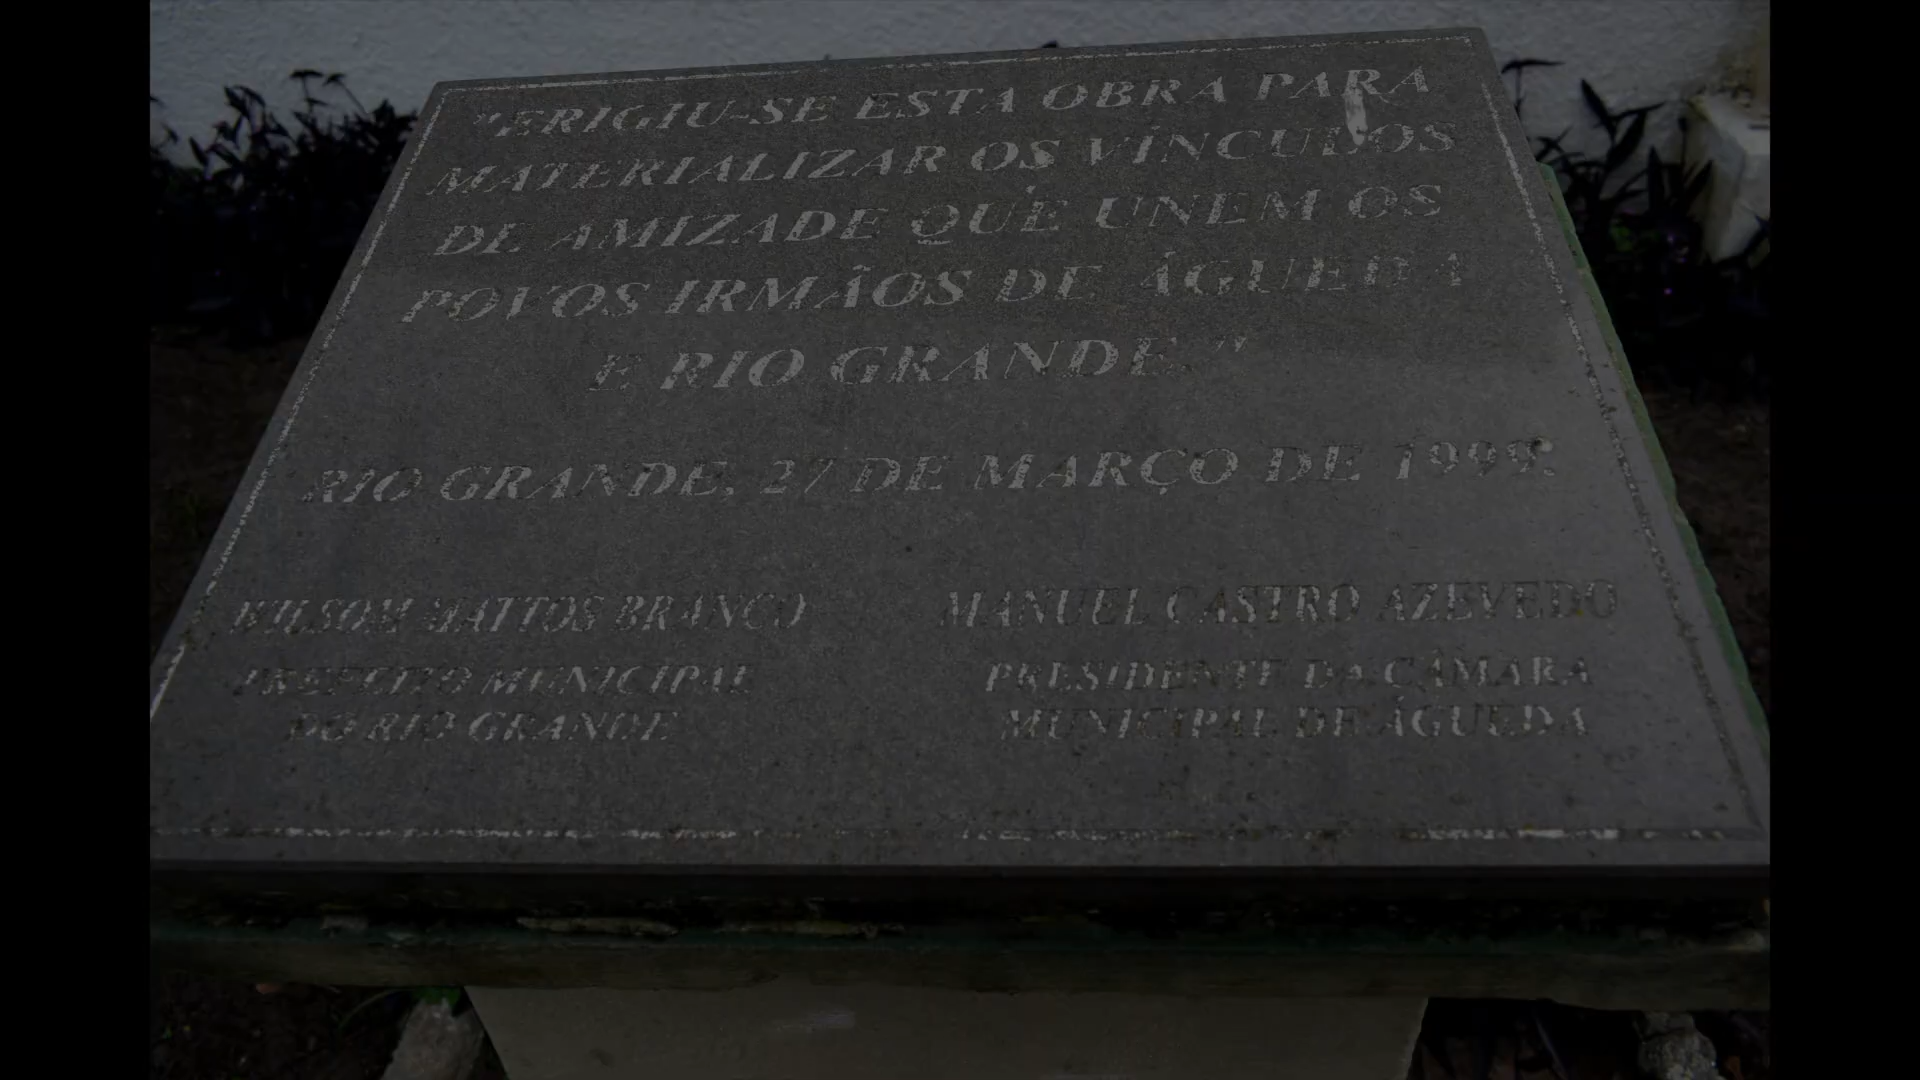 "ERIGIU-SE ESTA OBRA PARA
MATERIALIZAR OS VÍNCULOS
DE AMIZADE QUE UNEM OS
POVOS IRMÃOS DE ÁGUEDA
E RIO GRANDE."
RIO GRANDE, 27 DE MARÇO DE 1999.
WILSON MATTOS BRANCO
PREFEITO MUNICIPAL
DO RIO GRANDE
MANUEL CASTRO AZEVEDO
PRESIDENTE DA CÂMARA
MUNICIPAL DE ÁGUEDA